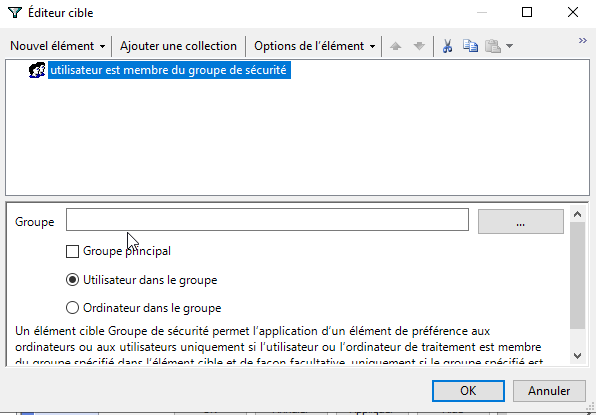 Éditeur cible
Nouvel élément Ajouter une collection Options de l'élément »
utilisateur est membre du groupe de sécurité
Groupe ...
Groupe principal
Utilisateur dans le groupe
Ordinateur dans le groupe
Un élément cible Groupe de sécurité permet l'application d'un élément de préférence aux
ordinateurs ou aux utilisateurs uniquement si l'utilisateur ou l'ordinateur de traitement est membre
du groupe spécifié dans l'élément cible et de façon facultative, uniquement si le groupe spécifié est
OK Annuler